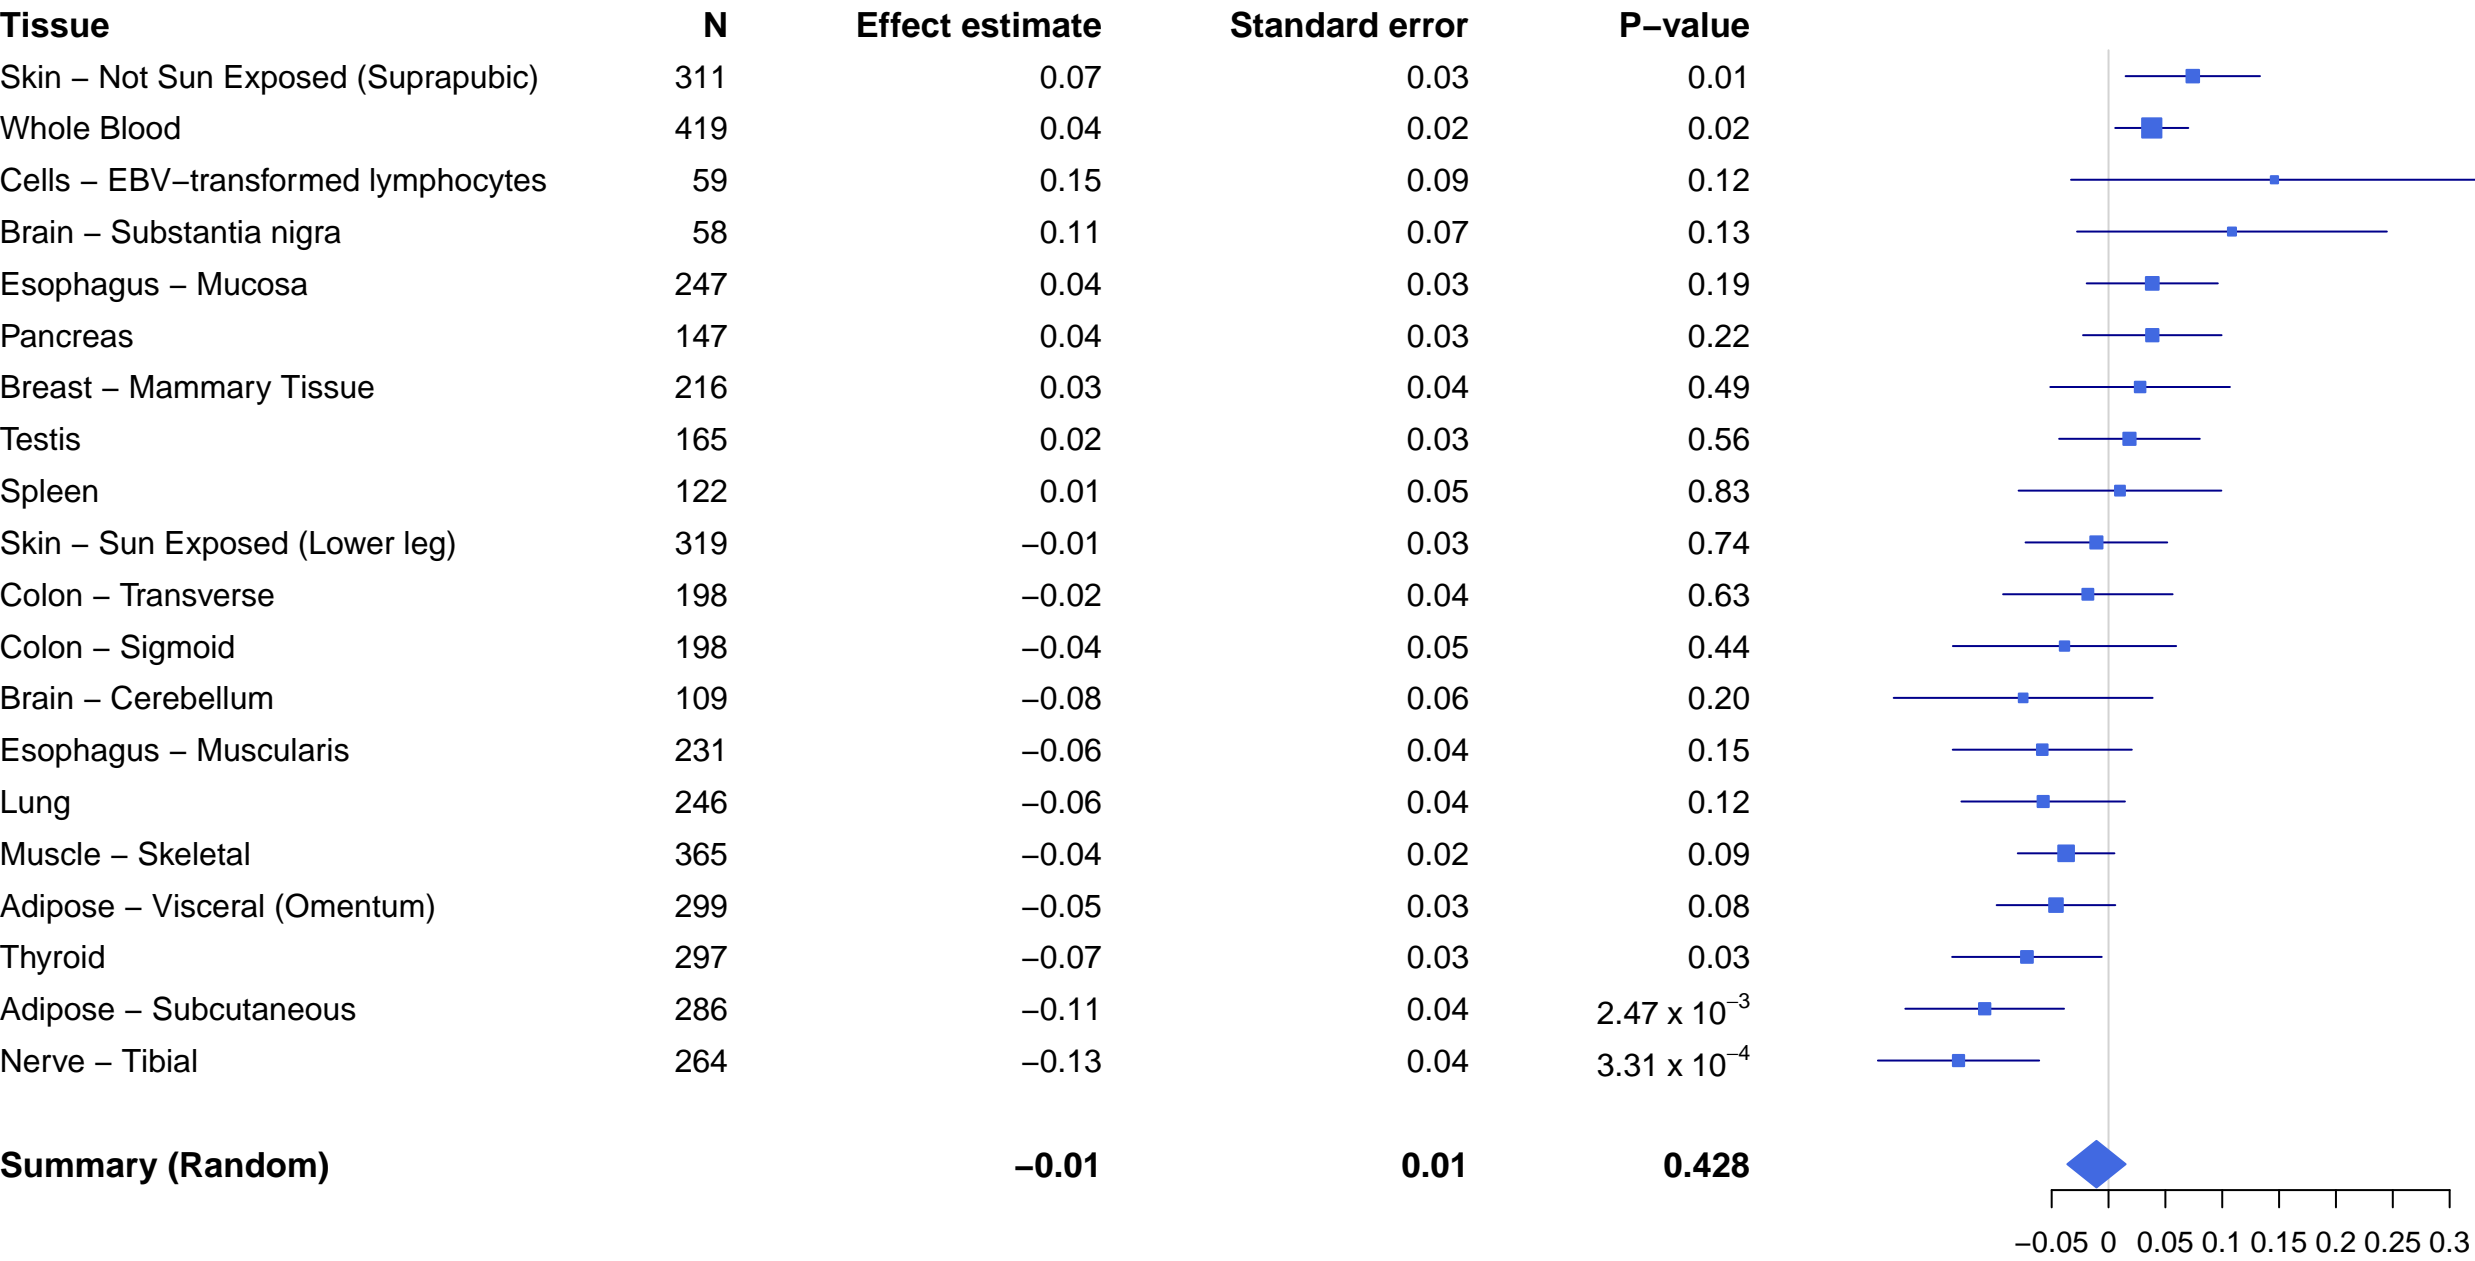 Tissue N Effect estimate Standard error P–value
Skin – Not Sun Exposed (Suprapubic) 311 0.07 0.03 0.01
Whole Blood 419 0.04 0.02 0.02
Cells – EBV–transformed lymphocytes 59 0.15 0.09 0.12
Brain – Substantia nigra 58 0.11 0.07 0.13
Esophagus – Mucosa 247 0.04 0.03 0.19
Pancreas 147 0.04 0.03 0.22
Breast – Mammary Tissue 216 0.03 0.04 0.49
Testis 165 0.02 0.03 0.56
Spleen 122 0.01 0.05 0.83
Skin – Sun Exposed (Lower leg) 319 −0.01 0.03 0.74
Colon – Transverse 198 −0.02 0.04 0.63
Colon – Sigmoid 198 −0.04 0.05 0.44
Brain – Cerebellum 109 −0.08 0.06 0.20
Esophagus – Muscularis 231 −0.06 0.04 0.15
Lung 246 −0.06 0.04 0.12
Muscle – Skeletal 365 −0.04 0.02 0.09
Adipose – Visceral (Omentum) 299 −0.05 0.03 0.08
Thyroid 297 −0.07 0.03 0.03
Adipose – Subcutaneous 286 −0.11 0.04 2.47 x 10⁻³
Nerve – Tibial 264 −0.13 0.04 3.31 x 10⁻⁴
Summary (Random) −0.01 0.01 0.428
−0.05 0 0.05 0.1 0.15 0.2 0.25 0.3